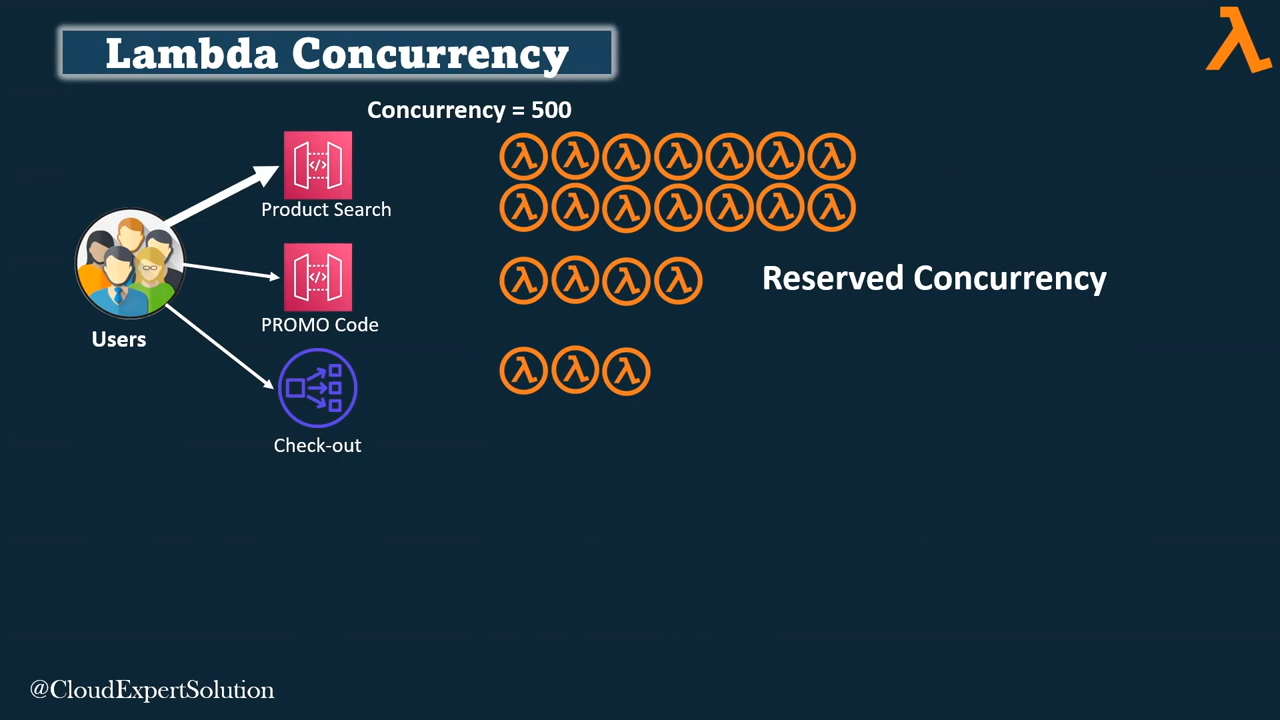 Lambda Concurrency
Concurrency = 500
Product Search
PROMO Code
Reserved Concurrency
Users
Check-out
@CloudExpertSolution